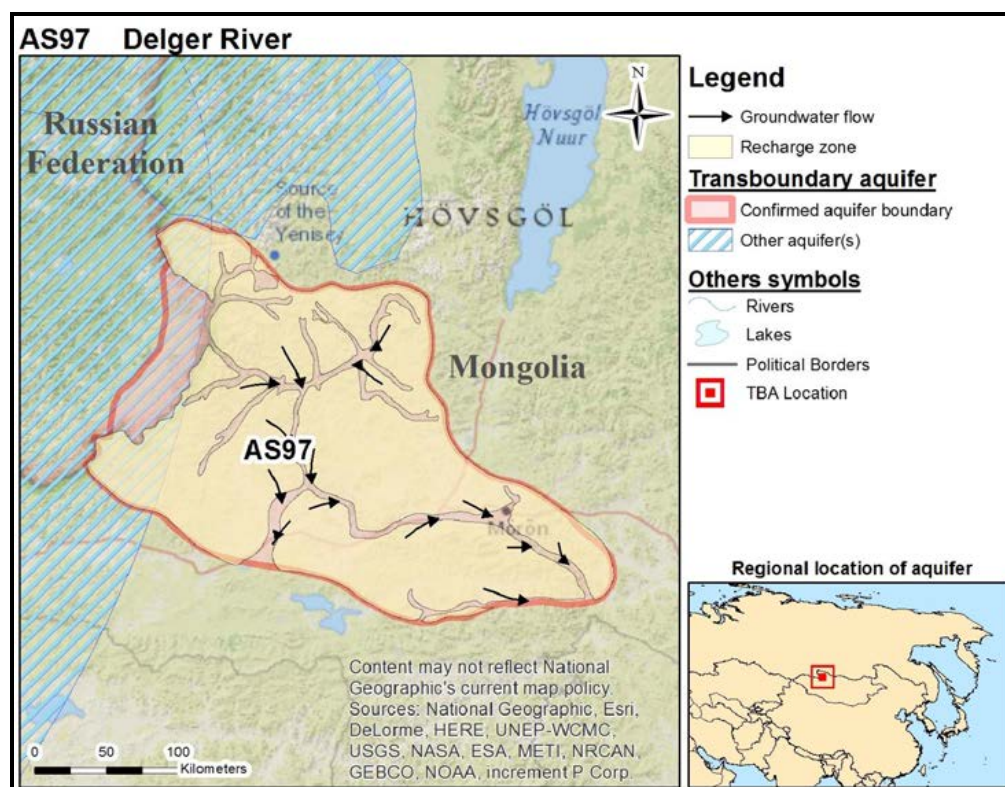 AS97 Delger River
Russian
Federation
Source
of the
Yenisey
Hövsgöl
Nuur
N
HÖVSGÖL
Mongolia
AS97
Mörön
Content may not reflect National
Geographic's current map policy.
Sources: National Geographic, Esri,
DeLorme, HERE, UNEP-WCMC,
USGS, NASA, ESA, METI, NRCAN,
GEBCO, NOAA, increment P Corp.
0 50 100
Kilometers
Legend
Groundwater flow
Recharge zone
Transboundary aquifer
Confirmed aquifer boundary
Other aquifer(s)
Others symbols
Rivers
Lakes
Political Borders
TBA Location
Regional location of aquifer